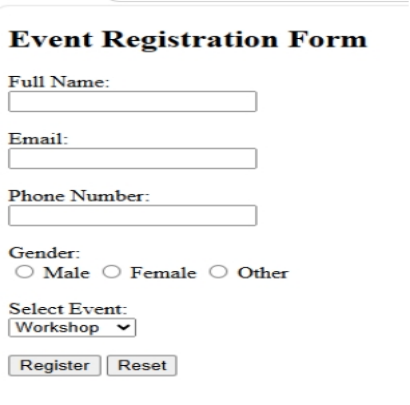 Event Registration Form
Full Name:
Email:
Phone Number:
Gender:
Male Female Other
Select Event:
Workshop
Register Reset